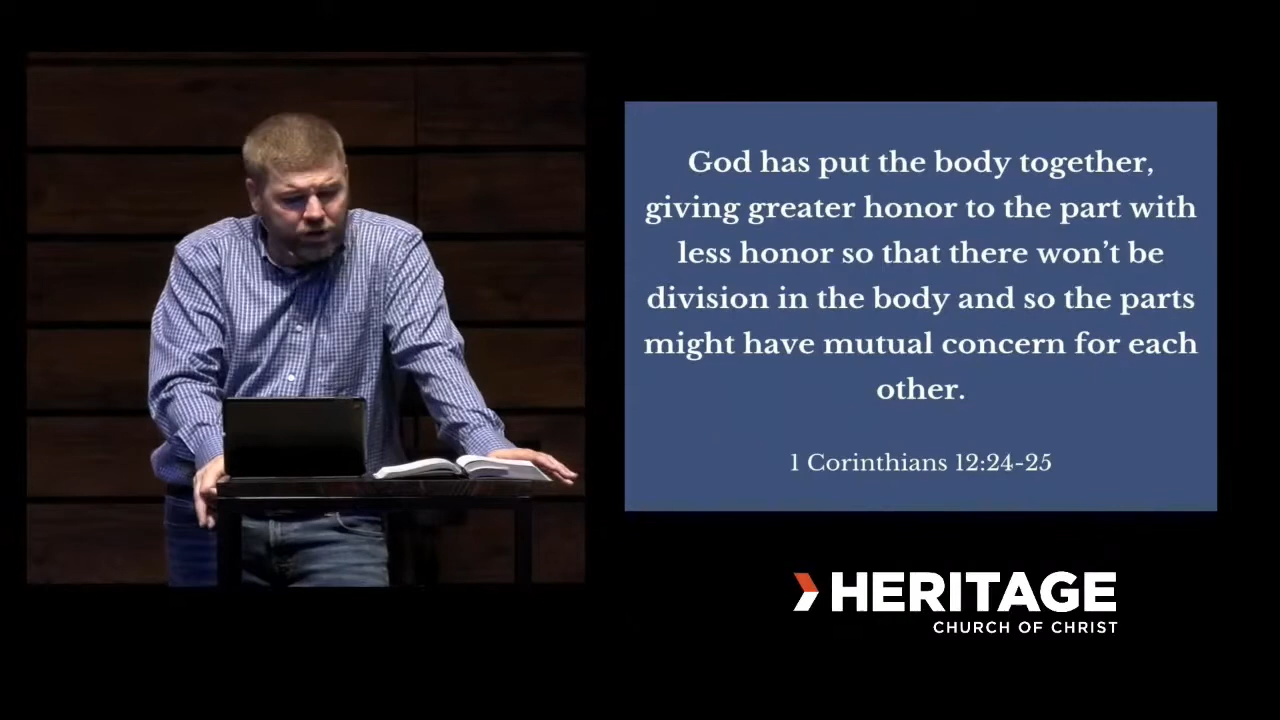 God has put the body together,
giving greater honor to the part with
less honor so that there won’t be
division in the body and so the parts
might have mutual concern for each
other.
1 Corinthians 12:24-25
HERITAGE
CHURCH OF CHRIST